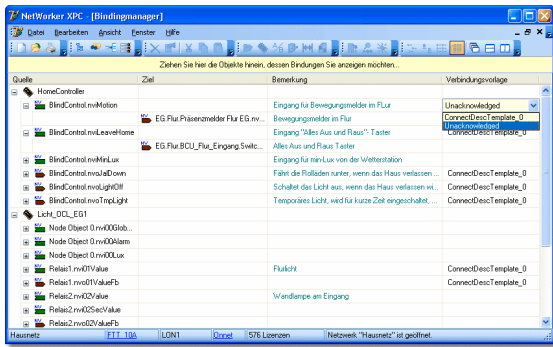 NetWorker XPC - [Bindingmanager]
Datei Bearbeiten Ansicht Fenster Hilfe
Ziehen Sie hier die Objekte hinein, dessen Bindungen Sie anzeigen möchten...
Quelle Ziel Bemerkung Verbindungsvorlage
HomeController
BlindControl.nviMotion Eingang für Bewegungsmelder im FLur Unacknowledged
EG.Flur.Präsenzmelder Flur EG.nv... Bewegungsmelder im Flur ConnectDescTemplate_0
Unacknowledged
BlindControl.nviLeaveHome Eingang "Alles Aus und Raus"- Taster ConnectDescTemplate_0
EG.Flur.BCU_Flur_Eingang.Switc... Alles Aus und Raus Taster
BlindControl.nviMinLux Eingang für min-Lux von der Wetterstation
BlindControl.nvoJalDown Fährt die Rolläden runter, wenn das Haus verlassen ... ConnectDescTemplate_0
BlindControl.nvoLightOff Schaltet das Licht aus, wenn das Haus verlassen wi... ConnectDescTemplate_0
BlindControl.nvoTmpLight Temporäres Licht, wird für kurze Zeit eingeschaltet, ... ConnectDescTemplate_0
Licht_OCL_EG1
Node Object 0.nvi00Glob...
Node Object 0.nvo00Alarm
Node Object 0.nvo00Lux
Relais1.nvi01Value Flurlicht ConnectDescTemplate_0
Relais1.nvo01ValueFb ConnectDescTemplate_0
Relais2.nvi02Value Wandlampe am Eingang ConnectDescTemplate_0
Relais2.nvi02SecValue
Relais2.nvo02ValueFb ConnectDescTemplate_0
Hausnetz FTT_10A LON1 Onnet 576 Lizenzen Netzwerk "Hausnetz" ist geöffnet.